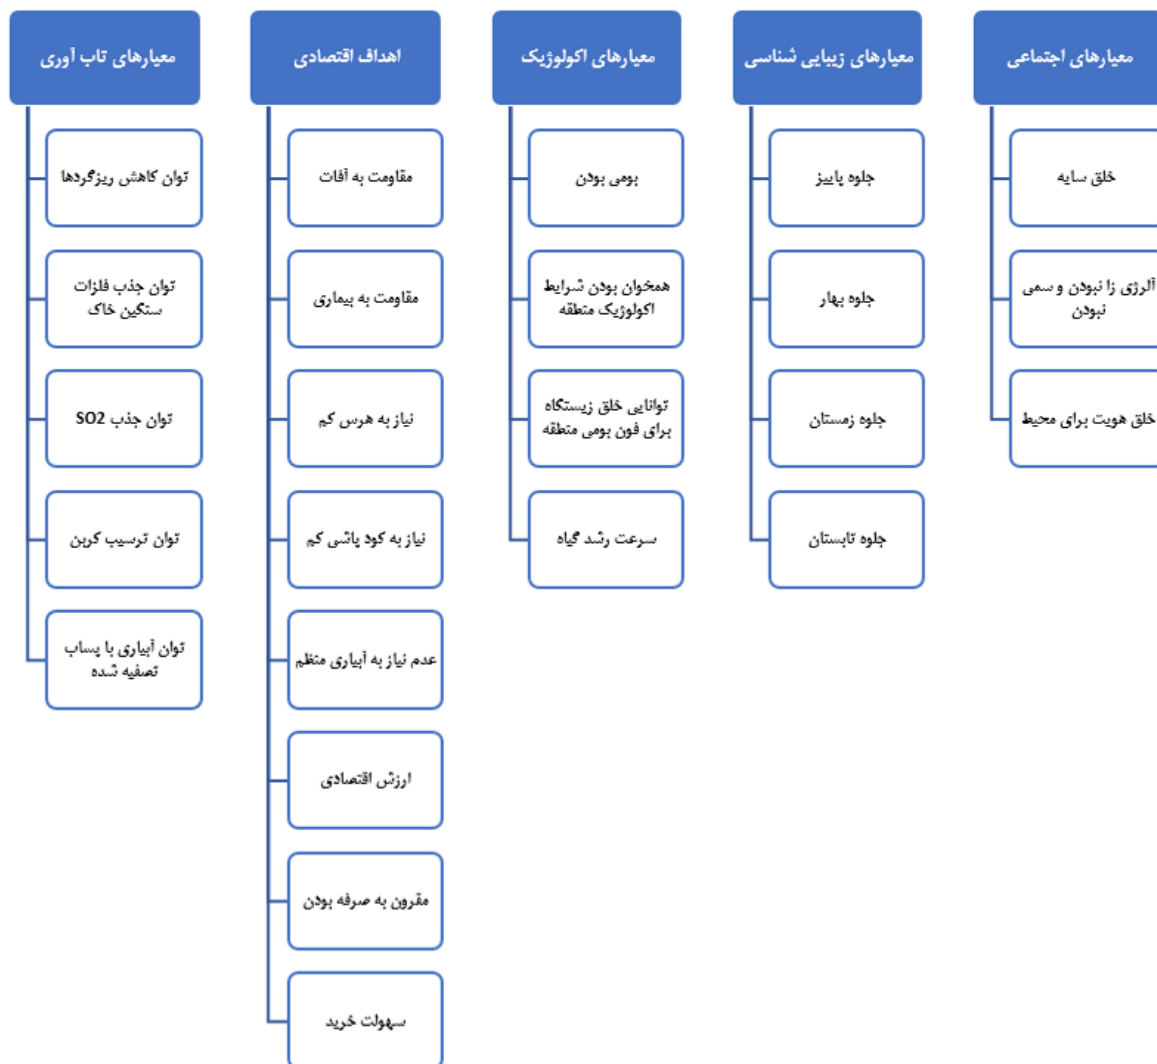 معیارهای اجتماعی
خلق سایه
آلرژی زا نبودن و سمی
نبودن
خلق هویت برای محیط
معیارهای زیبایی شناسی
جلوه پاییز
جلوه بهار
جلوه زمستان
جلوه تابستان
معیارهای اکولوژیک
بومی بودن
همخوان بودن شرایط
اکولوژیک منطقه
توانایی خلق زیستگاه
برای فون بومی منطقه
سرعت رشد گیاه
اهداف اقتصادی
مقاومت به آفات
مقاومت به بیماری
نیاز به هرس کم
نیاز به کود پاشی کم
عدم نیاز به آبیاری منظم
ارزش اقتصادی
مقرون به صرفه بودن
سهولت خرید
معیارهای تاب آوری
توان کاهش ریزگردها
توان جذب فلزات
سنگین خاک
توان جذب SO2
توان ترسیب کربن
توان آبیاری با پساب
تصفیه شده